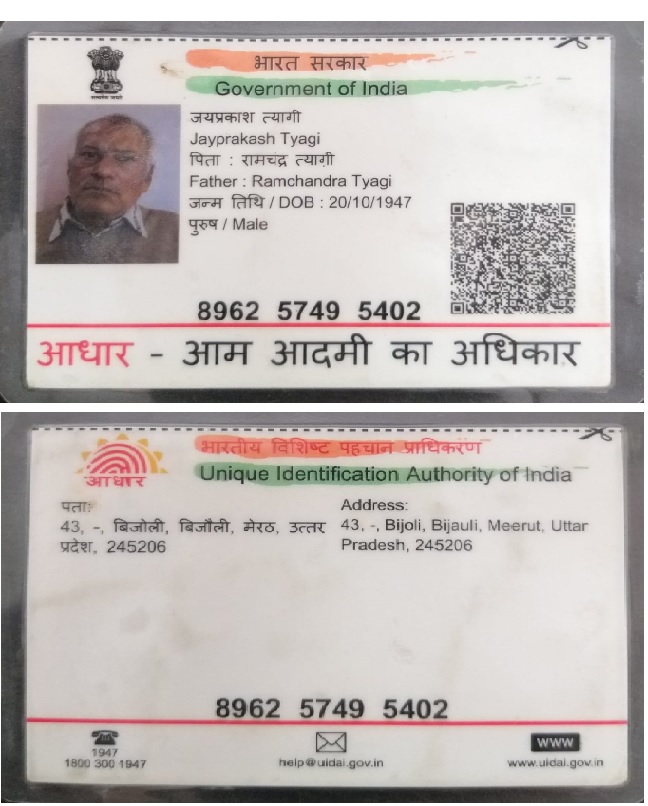 भारत सरकार
Government of India
जयप्रकाश त्यागी
Jayprakash Tyagi
पिता : रामचंद्र त्यागी
Father : Ramchandra Tyagi
जन्म तिथि / DOB : 20/10/1947
पुरुष / Male
8962 5749 5402
आधार - आम आदमी का अधिकार
भारतीय विशिष्ट पहचान प्राधिकरण
Unique Identification Authority of India
आधार
पता:
43, -, बिजोली, बिजौली, मेरठ, उत्तर
प्रदेश, 245206
Address:
43, -, Bijoli, Bijauli, Meerut, Uttar
Pradesh, 245206
8962 5749 5402
1947
1800 300 1947
help@uidai.gov.in
WWW
www.uidai.gov.in